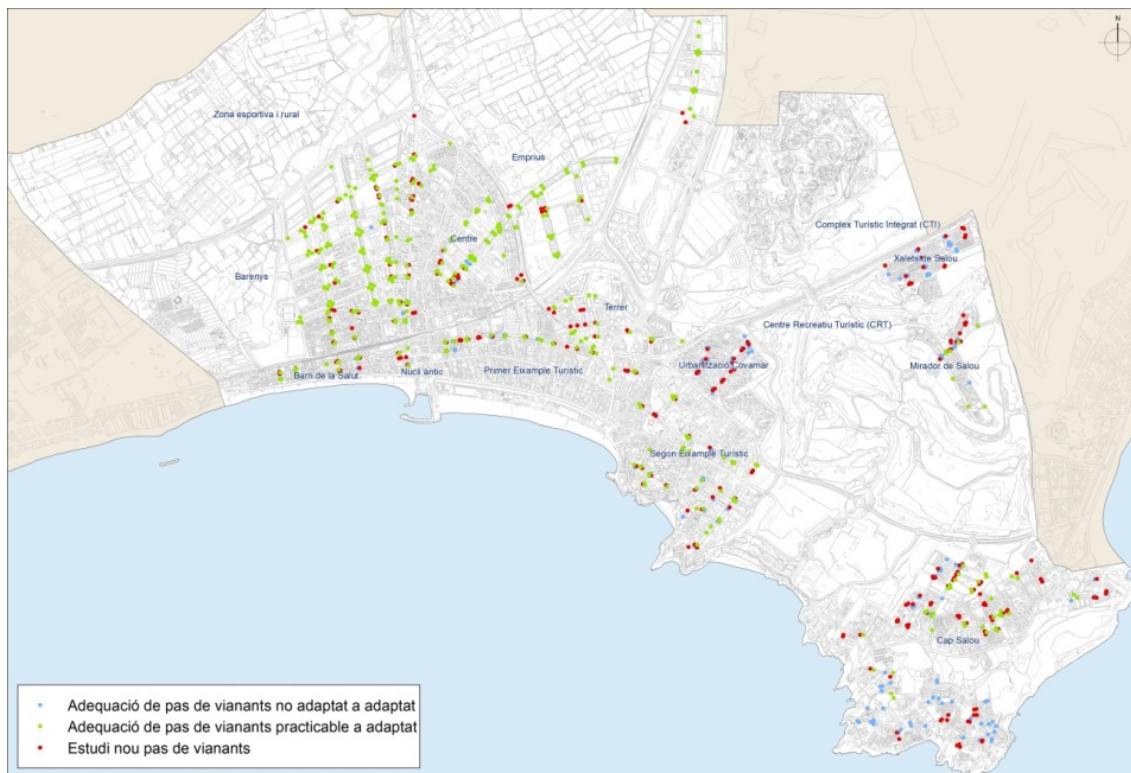 N
Zona esportiva i rural
Emprius
Complex Turístic Integrat (CTI)
Centre
Xalets de Salou
Barenys
Terrer
Centre Recreatiu Turístic (CRT)
Barri de la Salut
Nucli antic
Primer Eixample Turístic
Urbanització Covamar
Mirador de Salou
Segon Eixample Turístic
Cap Salou
Adequació de pas de vianants no adaptat a adaptat
Adequació de pas de vianants practicable a adaptat
Estudi nou pas de vianants